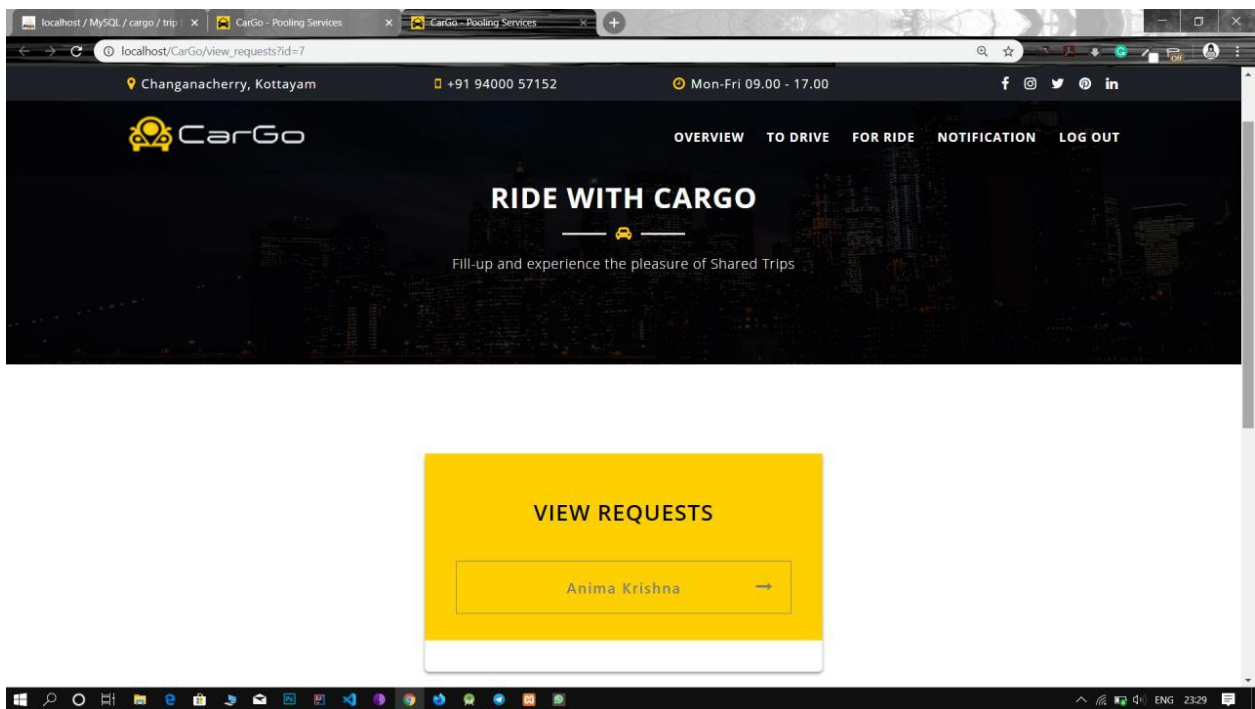 localhost / MySQL / cargo / trip
CarGo - Pooling Services
CarGo - Pooling Services
localhost/CarGo/view_requests?id=7
Changanacherry, Kottayam
+91 94000 57152
Mon-Fri 09.00 - 17.00
CarGo
OVERVIEW TO DRIVE FOR RIDE NOTIFICATION LOG OUT
RIDE WITH CARGO
Fill-up and experience the pleasure of Shared Trips
VIEW REQUESTS
Anima Krishna
ENG 23:29